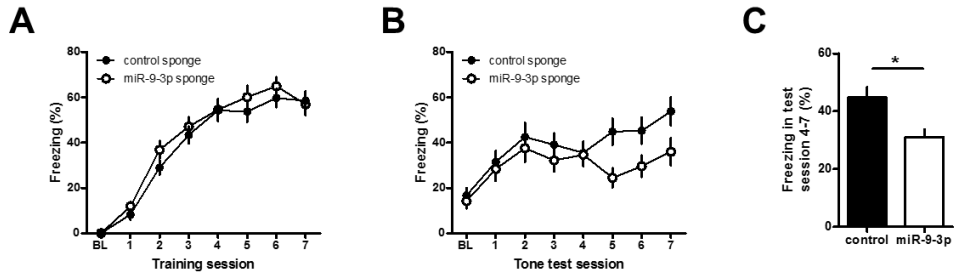 A
80
60
40
20
0
Freezing (%)
control sponge
miR-9-3p sponge
BL 1 2 3 4 5 6 7
Training session
B
80
60
40
20
0
Freezing (%)
control sponge
miR-9-3p sponge
BL 1 2 3 4 5 6 7
Tone test session
C
60
40
20
0
Freezing in test
session 4-7 (%)
*
control miR-9-3p